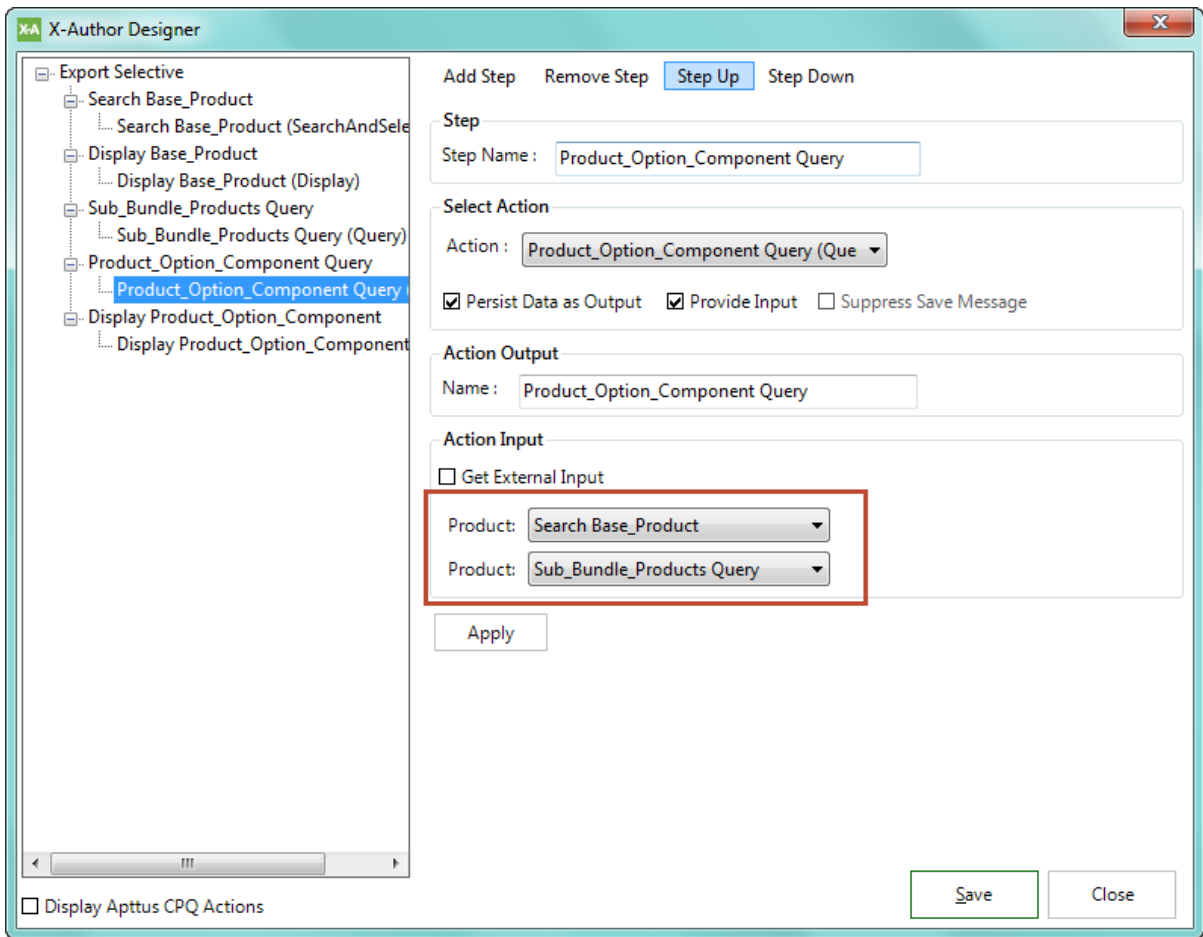 X-A X-Author Designer
Export Selective
Search Base_Product
Search Base_Product (SearchAndSele
Display Base_Product
Display Base_Product (Display)
Sub_Bundle_Products Query
Sub_Bundle_Products Query (Query)
Product_Option_Component Query
Product_Option_Component Query (
Display Product_Option_Component
Display Product_Option_Component
Display Apttus CPQ Actions
Add Step Remove Step Step Up Step Down
Step
Step Name : Product_Option_Component Query
Select Action
Action : Product_Option_Component Query (Que
Persist Data as Output Provide Input Suppress Save Message
Action Output
Name : Product_Option_Component Query
Action Input
Get External Input
Product: Search Base_Product
Product: Sub_Bundle_Products Query
Apply
Save Close